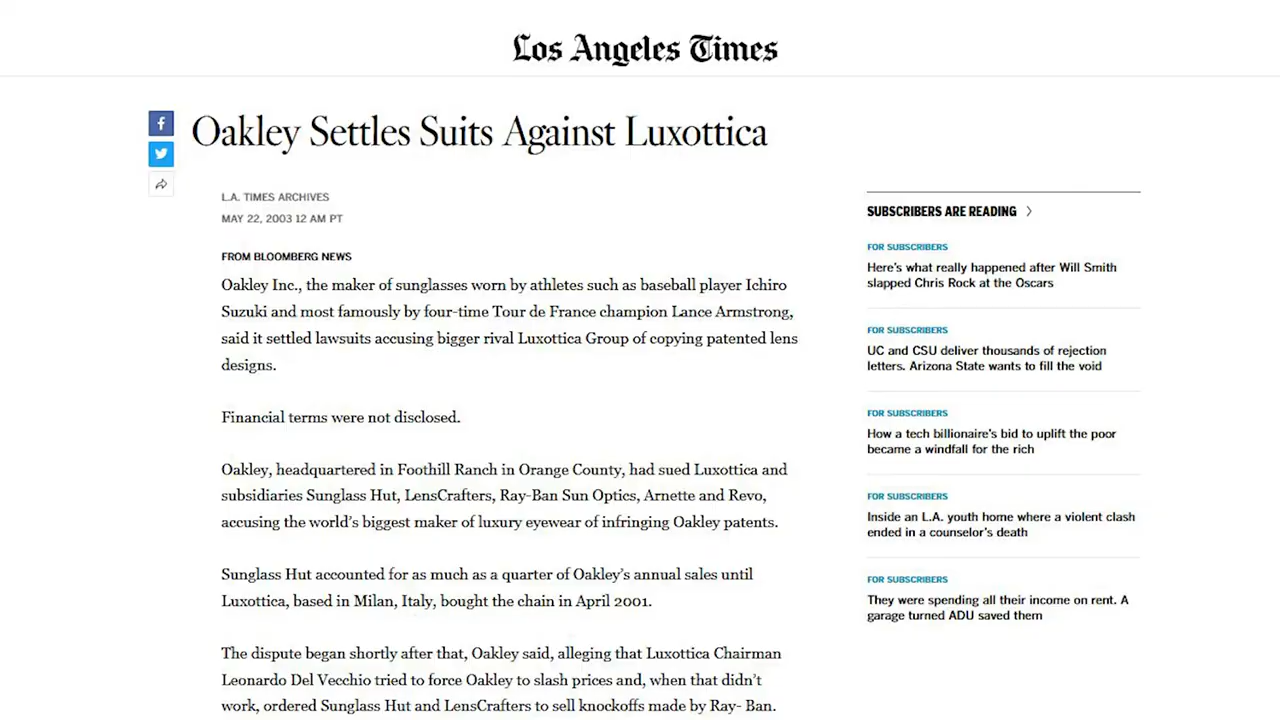 Los Angeles Times
Oakley Settles Suits Against Luxottica
L.A. TIMES ARCHIVES
MAY 22, 2003 12 AM PT
FROM BLOOMBERG NEWS
Oakley Inc., the maker of sunglasses worn by athletes such as baseball player Ichiro
Suzuki and most famously by four-time Tour de France champion Lance Armstrong,
said it settled lawsuits accusing bigger rival Luxottica Group of copying patented lens
designs.
Financial terms were not disclosed.
Oakley, headquartered in Foothill Ranch in Orange County, had sued Luxottica and
subsidiaries Sunglass Hut, LensCrafters, Ray-Ban Sun Optics, Arnette and Revo,
accusing the world's biggest maker of luxury eyewear of infringing Oakley patents.
Sunglass Hut accounted for as much as a quarter of Oakley's annual sales until
Luxottica, based in Milan, Italy, bought the chain in April 2001.
The dispute began shortly after that, Oakley said, alleging that Luxottica Chairman
Leonardo Del Vecchio tried to force Oakley to slash prices and, when that didn't
work, ordered Sunglass Hut and LensCrafters to sell knockoffs made by Ray- Ban.
SUBSCRIBERS ARE READING
FOR SUBSCRIBERS
Here's what really happened after Will Smith
slapped Chris Rock at the Oscars
FOR SUBSCRIBERS
UC and CSU deliver thousands of rejection
letters. Arizona State wants to fill the void
FOR SUBSCRIBERS
How a tech billionaire's bid to uplift the poor
became a windfall for the rich
FOR SUBSCRIBERS
Inside an L.A. youth home where a violent clash
ended in a counselor's death
FOR SUBSCRIBERS
They were spending all their income on rent. A
garage turned ADU saved them